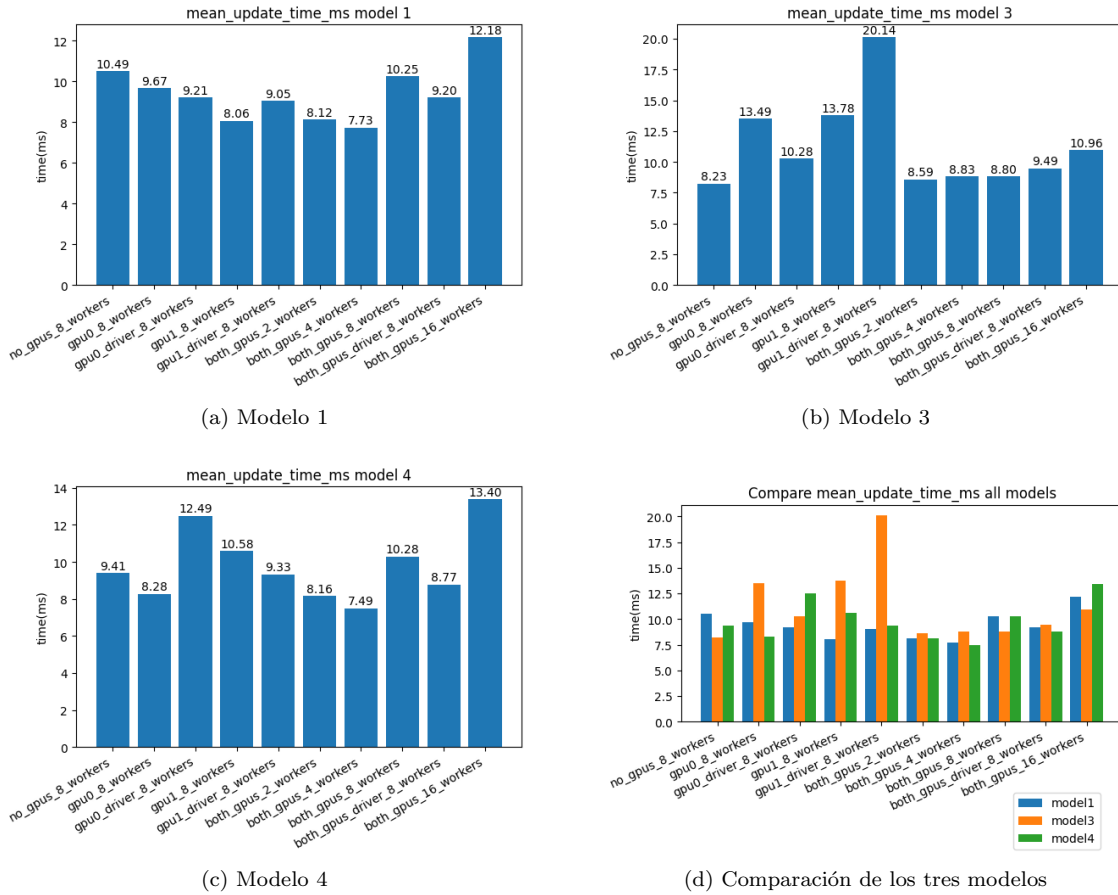 mean_update_time_ms model 1
time(ms)
12
10
8
6
4
2
0
10.49
9.67
9.21
8.06
9.05
8.12
7.73
10.25
9.20
12.18
no_gpus_8_workers
gpu0_8_workers
gpu0_driver_8_workers
gpu1_8_workers
gpu1_driver_8_workers
both_gpus_2_workers
both_gpus_4_workers
both_gpus_8_workers
both_gpus_driver_8_workers
both_gpus_16_workers
(a) Modelo 1
mean_update_time_ms model 3
time(ms)
20.0
17.5
15.0
12.5
10.0
7.5
5.0
2.5
0.0
8.23
13.49
10.28
13.78
20.14
8.59
8.83
8.80
9.49
10.96
no_gpus_8_workers
gpu0_8_workers
gpu0_driver_8_workers
gpu1_8_workers
gpu1_driver_8_workers
both_gpus_2_workers
both_gpus_4_workers
both_gpus_8_workers
both_gpus_driver_8_workers
both_gpus_16_workers
(b) Modelo 3
mean_update_time_ms model 4
time(ms)
14
12
10
8
6
4
2
0
9.41
8.28
12.49
10.58
9.33
8.16
7.49
10.28
8.77
13.40
no_gpus_8_workers
gpu0_8_workers
gpu0_driver_8_workers
gpu1_8_workers
gpu1_driver_8_workers
both_gpus_2_workers
both_gpus_4_workers
both_gpus_8_workers
both_gpus_driver_8_workers
both_gpus_16_workers
(c) Modelo 4
Compare mean_update_time_ms all models
time(ms)
20.0
17.5
15.0
12.5
10.0
7.5
5.0
2.5
0.0
no_gpus_8_workers
gpu0_8_workers
gpu0_driver_8_workers
gpu1_8_workers
gpu1_driver_8_workers
both_gpus_2_workers
both_gpus_4_workers
both_gpus_8_workers
both_gpus_driver_8_workers
both_gpus_16_workers
model1
model3
model4
(d) Comparación de los tres modelos